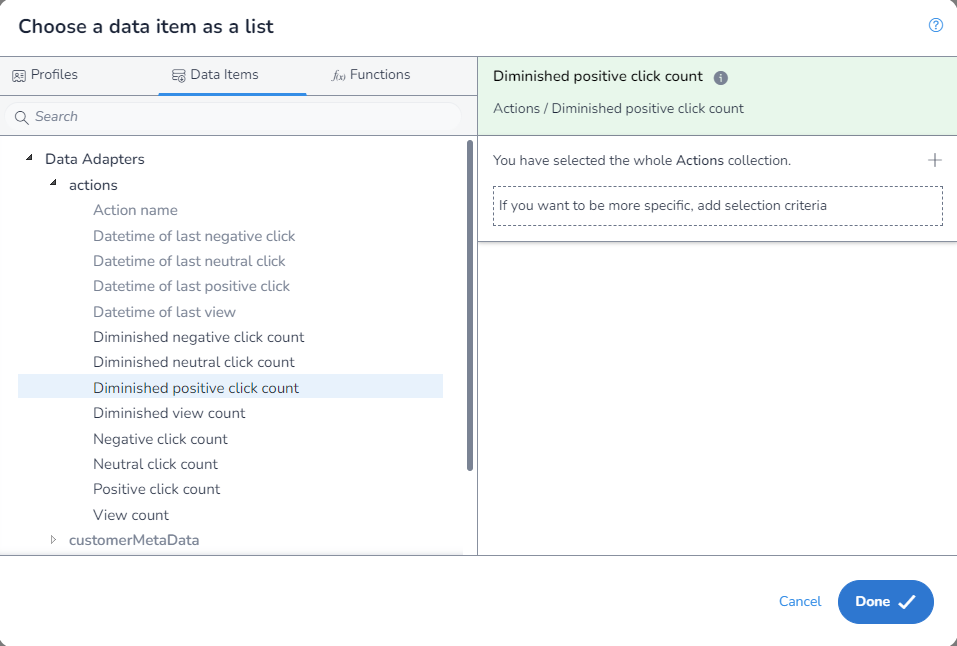 Choose a data item as a list
Profiles
Data Items
f(x) Functions
Search
Data Adapters
actions
Action name
Datetime of last negative click
Datetime of last neutral click
Datetime of last positive click
Datetime of last view
Diminished negative click count
Diminished neutral click count
Diminished positive click count
Diminished view count
Negative click count
Neutral click count
Positive click count
View count
customerMetaData
Diminished positive click count
Actions / Diminished positive click count
You have selected the whole Actions collection.
If you want to be more specific, add selection criteria
Cancel
Done